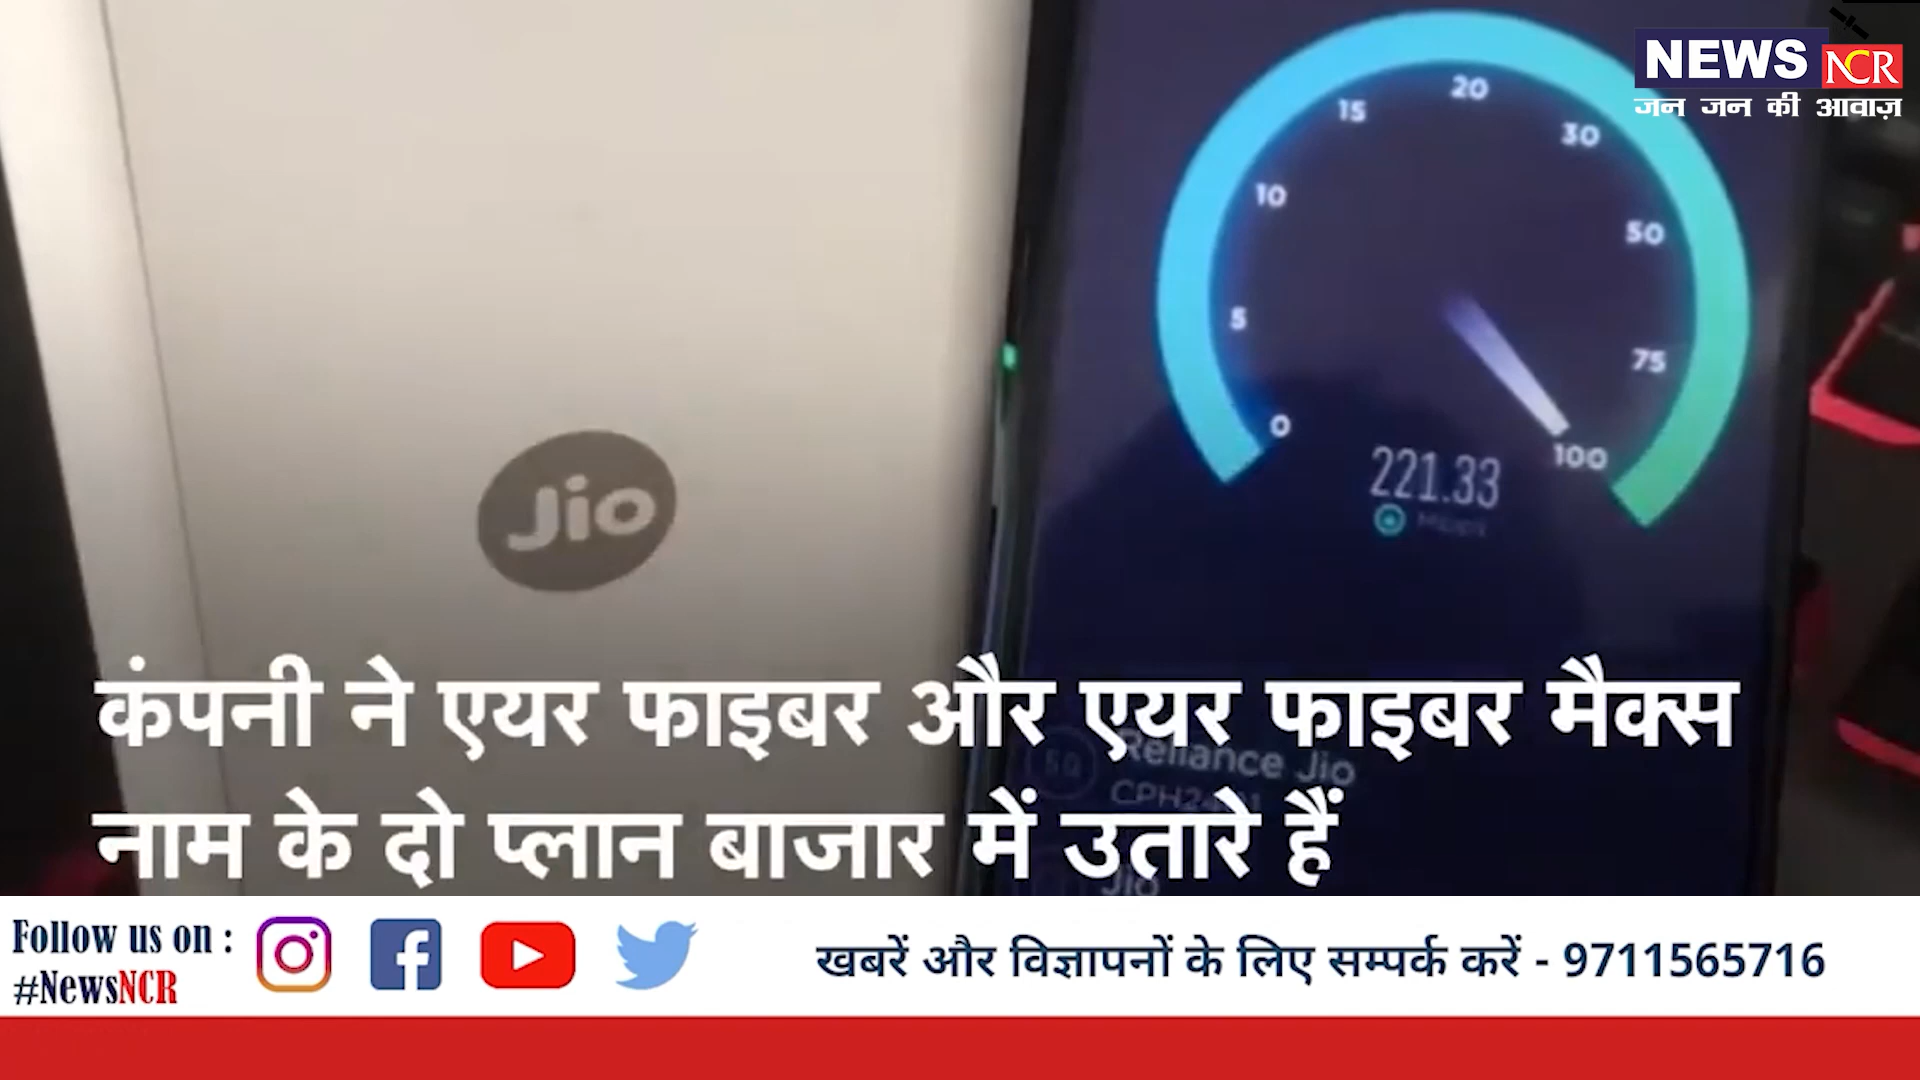 NEWS NCR
जन जन की आवाज़
20
15
30
10
50
5
75
0
100
221.33
Jio
कंपनी ने एयर फाइबर और एयर फाइबर मैक्स
Reliance Jio
नाम के दो प्लान बाजार में उतारे हैं
Jio
Follow us on :
#NewsNCR
खबरें और विज्ञापनों के लिए सम्पर्क करें - 9711565716